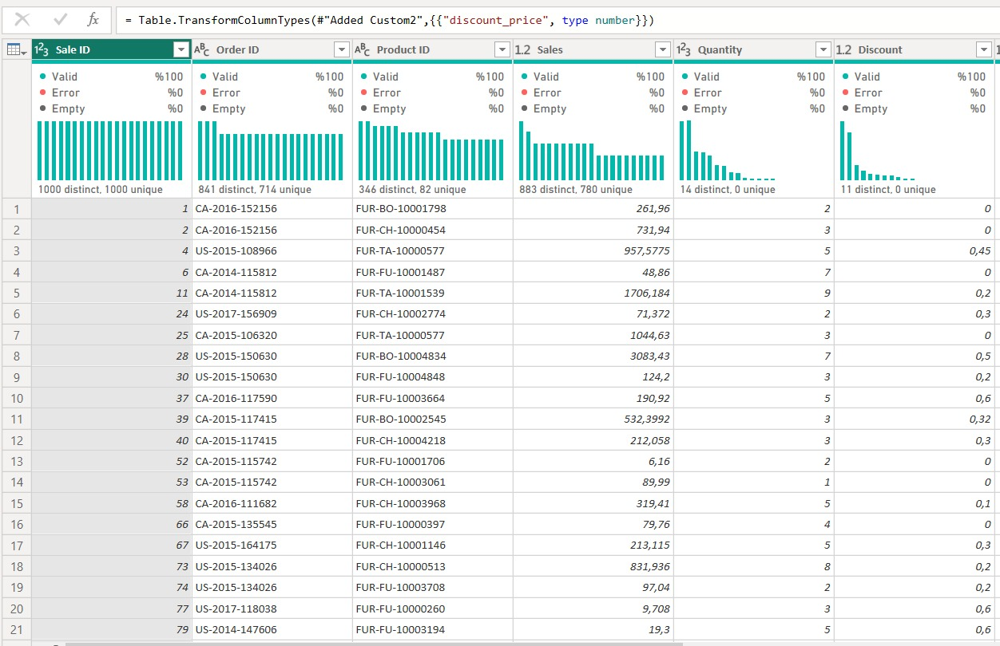 fx = Table.TransformColumnTypes(#"Added Custom2",{{"discount_price", type number}})
1²3 Sale ID ABC Order ID ABC Product ID 1.2 Sales 1²3 Quantity 1.2 Discount
Valid %100 Valid %100 Valid %100 Valid %100 Valid %100 Valid %100
Error %0 Error %0 Error %0 Error %0 Error %0 Error %0
Empty %0 Empty %0 Empty %0 Empty %0 Empty %0 Empty %0
1000 distinct, 1000 unique 841 distinct, 714 unique 346 distinct, 82 unique 883 distinct, 780 unique 14 distinct, 0 unique 11 distinct, 0 unique
1 1 CA-2016-152156 FUR-BO-10001798 261,96 2 0
2 2 CA-2016-152156 FUR-CH-10000454 731,94 3 0
3 4 US-2015-108966 FUR-TA-10000577 957,5775 5 0,45
4 6 CA-2014-115812 FUR-FU-10001487 48,86 7 0
5 11 CA-2014-115812 FUR-TA-10001539 1706,184 9 0,2
6 24 US-2017-156909 FUR-CH-10002774 71,372 2 0,3
7 25 CA-2015-106320 FUR-TA-10000577 1044,63 3 0
8 28 US-2015-150630 FUR-BO-10004834 3083,43 7 0,5
9 30 US-2015-150630 FUR-FU-10004848 124,2 3 0,2
10 37 CA-2016-117590 FUR-FU-10003664 190,92 5 0,6
11 39 CA-2015-117415 FUR-BO-10002545 532,3992 3 0,32
12 40 CA-2015-117415 FUR-CH-10004218 212,058 3 0,3
13 52 CA-2015-115742 FUR-FU-10001706 6,16 2 0
14 53 CA-2015-115742 FUR-CH-10003061 89,99 1 0
15 58 CA-2016-111682 FUR-CH-10003968 319,41 5 0,1
16 66 CA-2015-135545 FUR-FU-10000397 79,76 4 0
17 67 US-2015-164175 FUR-CH-10001146 213,115 5 0,3
18 73 US-2015-134026 FUR-CH-10000513 831,936 8 0,2
19 74 US-2015-134026 FUR-FU-10003708 97,04 2 0,2
20 77 US-2017-118038 FUR-FU-10000260 9,708 3 0,6
21 79 US-2014-147606 FUR-FU-10003194 19,3 5 0,6